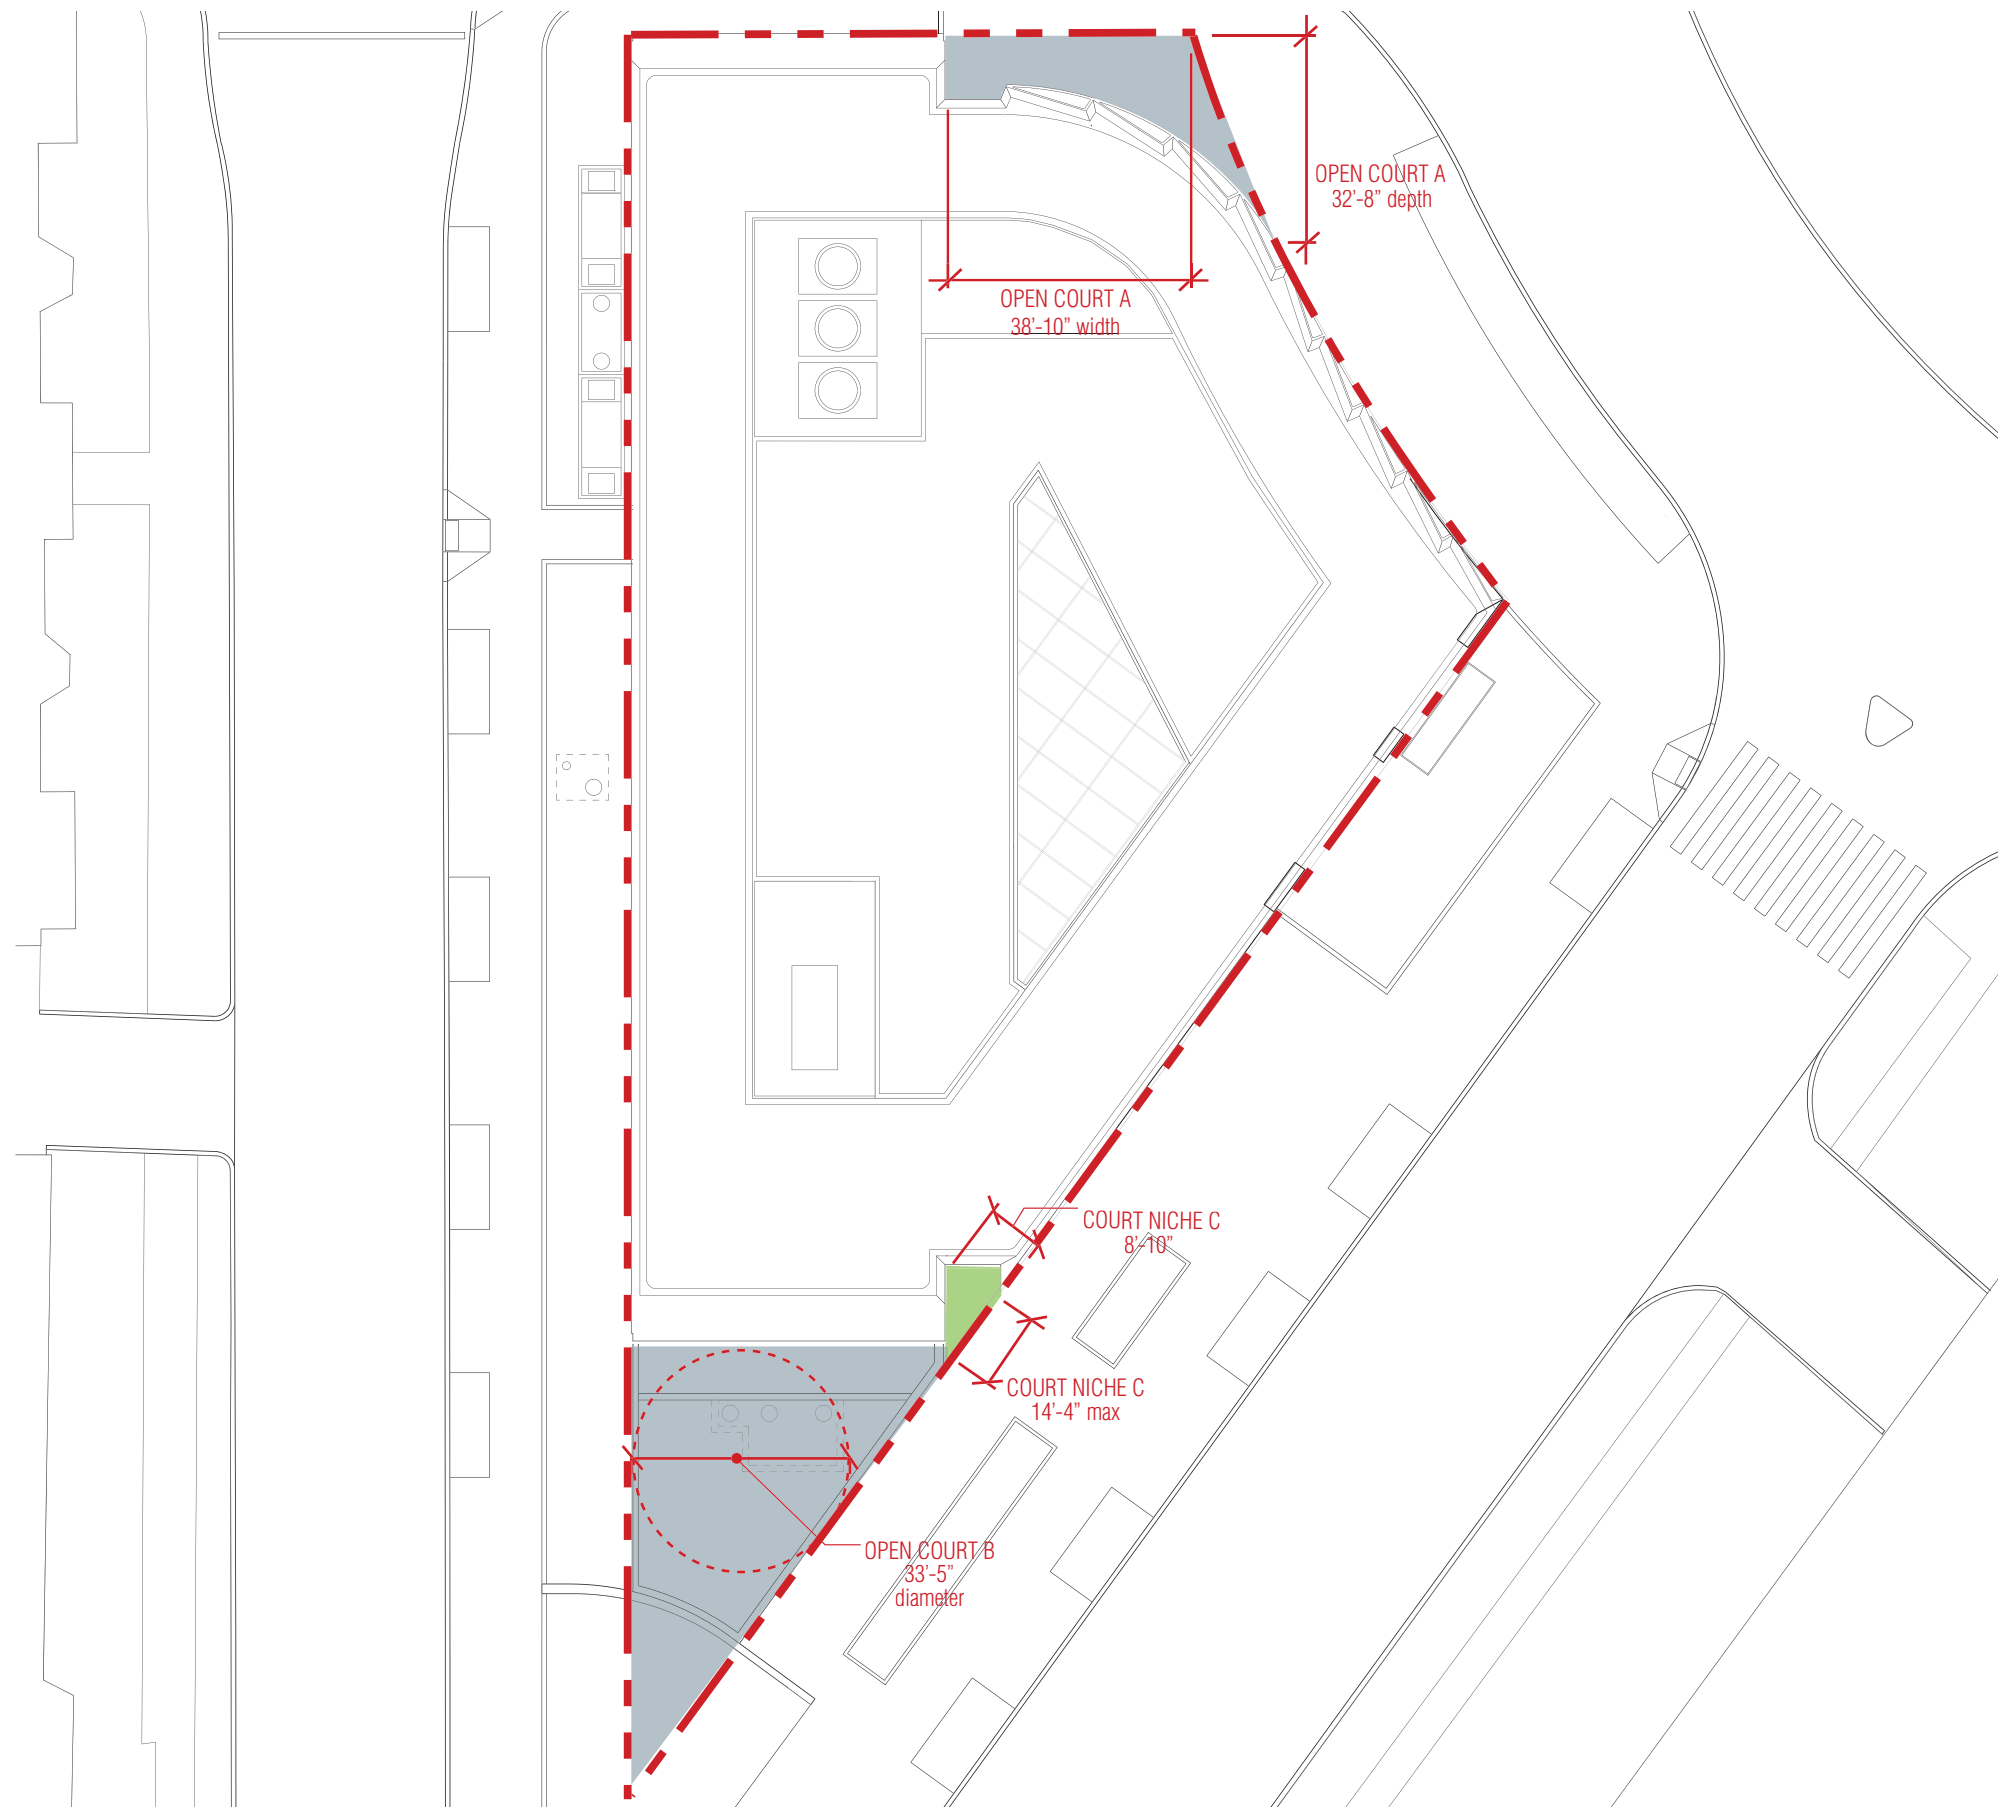 OPEN COURT A
32’-8” depth
OPEN COURT A
38’-10” width
COURT NICHE C
8’-10”
COURT NICHE C
14’-4” max
OPEN COURT B
33’-5”
diameter